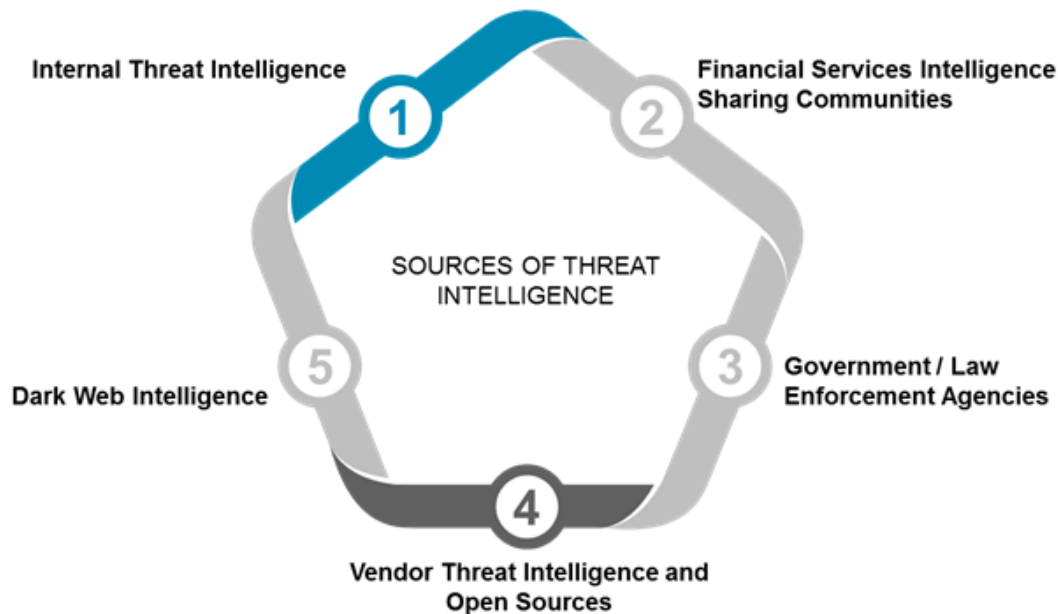 Internal Threat Intelligence
1
2
Financial Services Intelligence
Sharing Communities
SOURCES OF THREAT
INTELLIGENCE
5
Dark Web Intelligence
3
Government / Law
Enforcement Agencies
4
Vendor Threat Intelligence and
Open Sources